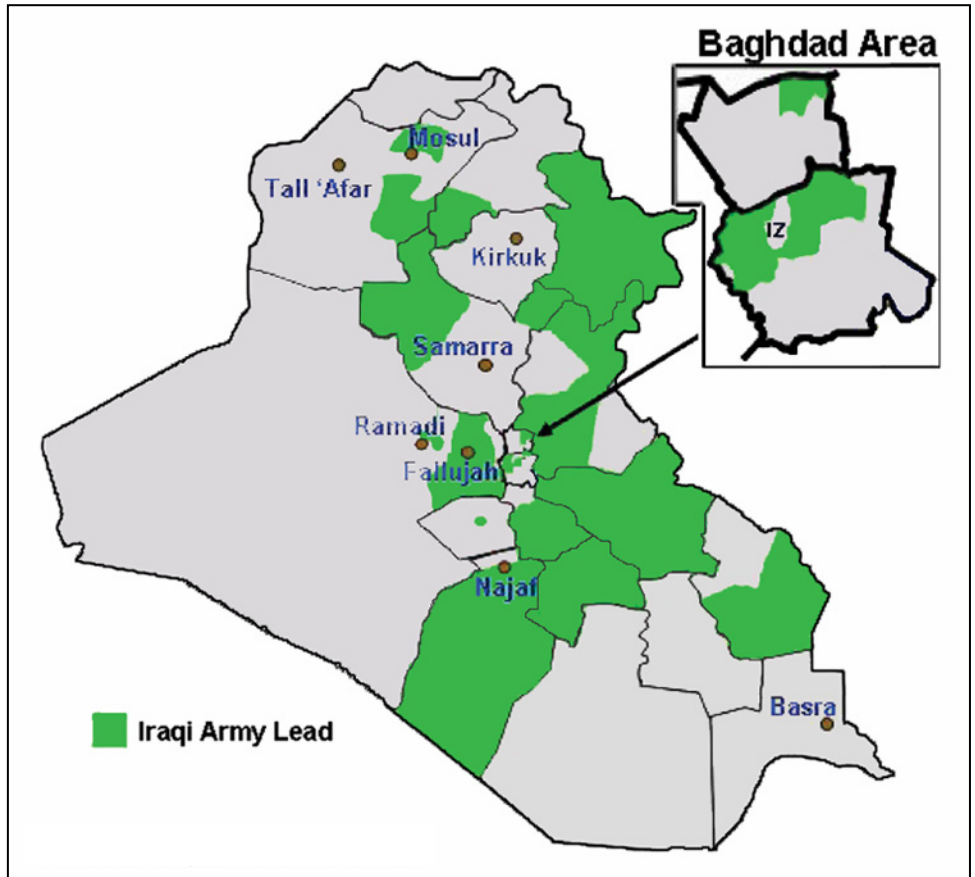 Baghdad Area
Mosul
Tall ‘Afar
IZ
Kirkuk
Samarra
Ramadi
Fallujah
Najaf
Basra
Iraqi Army Lead